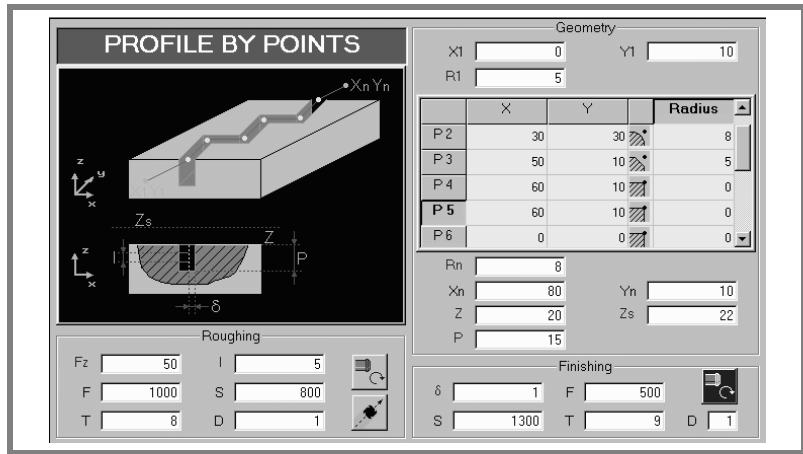 PROFILE BY POINTS
Xn Yn
z
y
x
X1 Y1
Zs
Z
z
x
I
P
δ
Geometry
X1 0 Y1 10
R1 5
X Y Radius
P 2 30 30 8
P 3 50 10 5
P 4 60 10 0
P 5 60 10 0
P 6 0 0 0
Rn 8
Xn 80 Yn 10
Z 20 Zs 22
P 15
Roughing
Fz 50 I 5
F 1000 S 800
T 8 D 1
Finishing
δ 1 F 500
S 1300 T 9 D 1